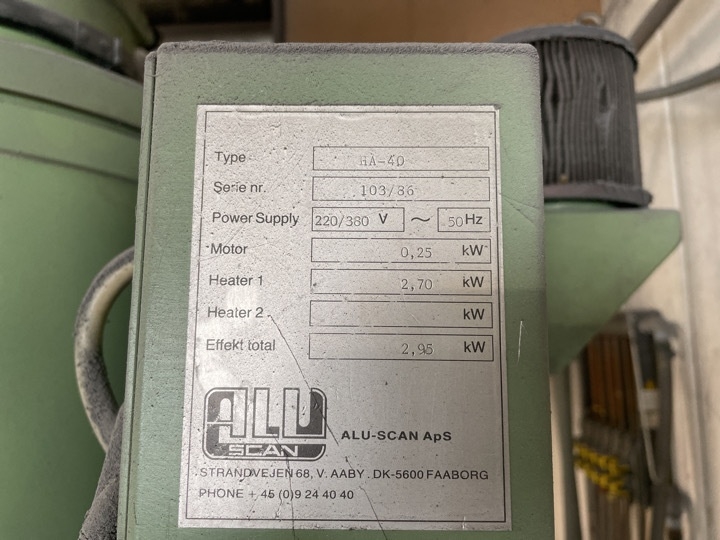 Type HA-40
Serie nr. 103/86
Power Supply 220/380 V ~ 50 Hz
Motor 0,25 kW
Heater 1 2,70 kW
Heater 2 kW
Effekt total 2,95 kW
ALU
SCAN
ALU-SCAN ApS
STRANDVEJEN 68, V. AABY . DK-5600 FAABORG
PHONE + 45 (0)9 24 40 40